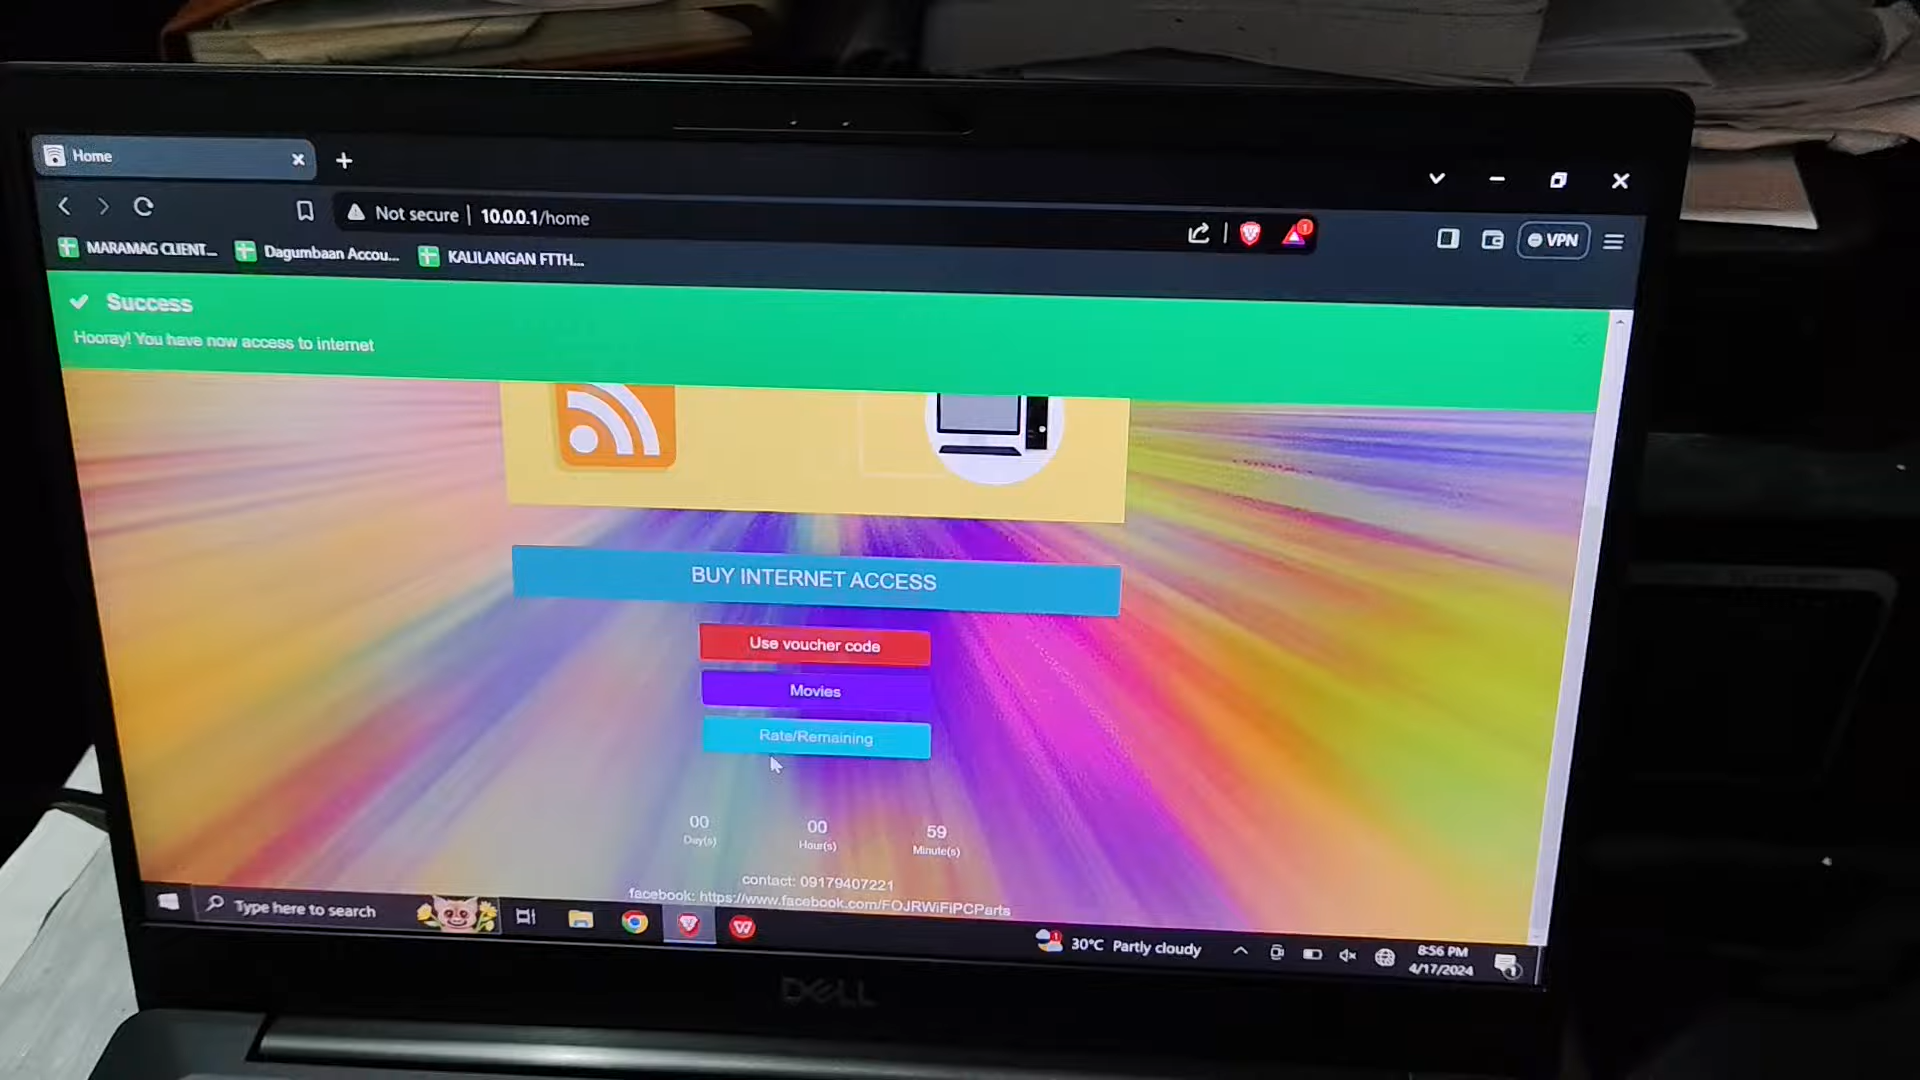 Home
Not secure | 10.0.0.1/home
VPN
MARAMAG CLIENT... Dagumbaan Accou... KALILANGAN FTTH...
Success
Hooray! You have now access to internet
BUY INTERNET ACCESS
Use voucher code
Movies
Rate/Remaining
00 00 59
Day(s) Hour(s) Minute(s)
contact: 09179407221
facebook: https://www.facebook.com/FOJRWiFiPCParts
Type here to search
30°C Partly cloudy
8:56 PM
4/17/2024
DELL